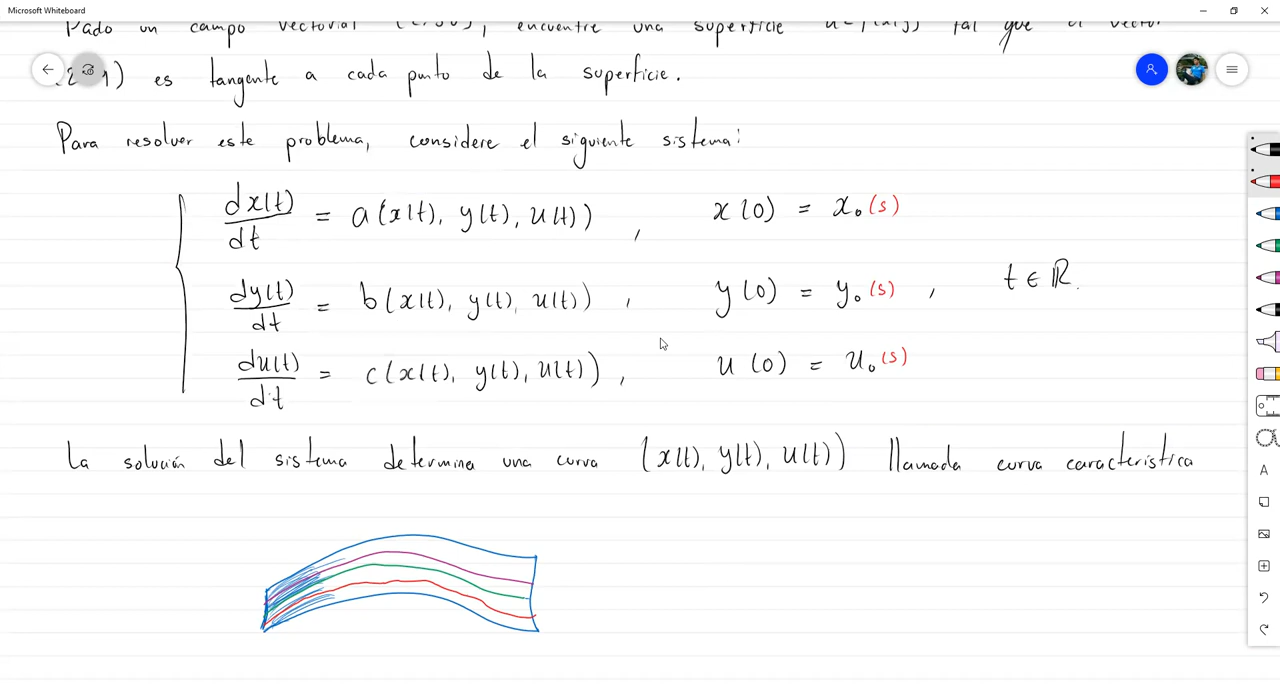 Microsoft Whiteboard
Dado un campo vectorial encuentre una superficie tal que el vector
es tangente a cada punto de la superficie.
Para resolver este problema, considere el siguiente sistema:
dx(t)/dt = a(x(t), y(t), u(t)), x(0) = x₀(s)
dy(t)/dt = b(x(t), y(t), u(t)), y(0) = y₀(s), t ∈ ℝ.
du(t)/dt = c(x(t), y(t), u(t)), u(0) = u₀(s)
La solución del sistema determina una curva (x(t), y(t), u(t)) llamada curva característica
A